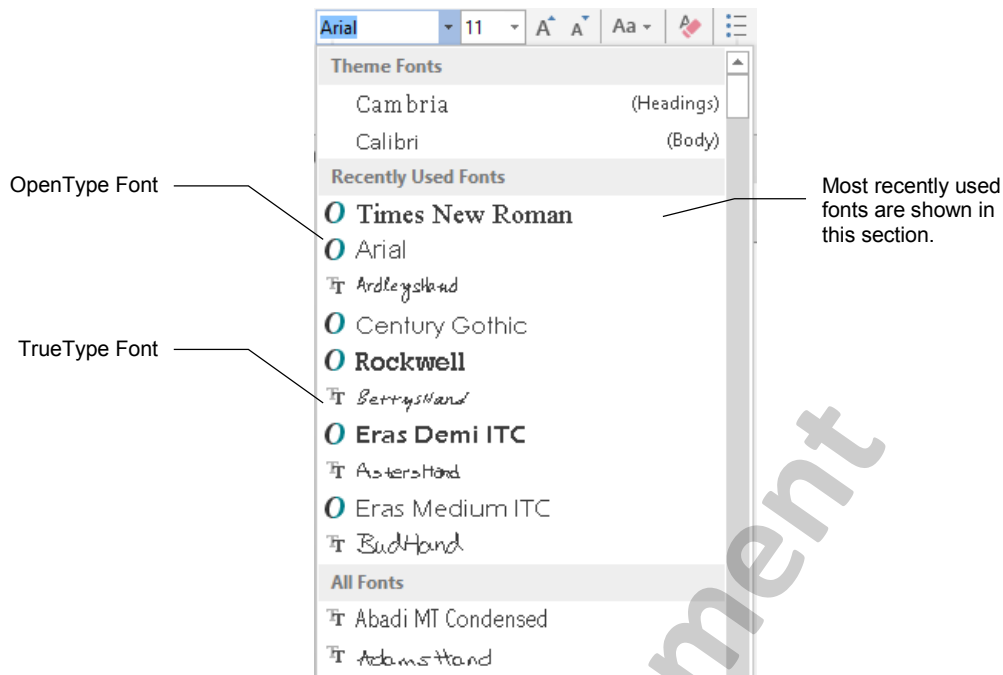 Arial 11 Aa
Theme Fonts
Cambria (Headings)
Calibri (Body)
Recently Used Fonts
OpenType Font
Times New Roman
Most recently used
fonts are shown in
this section.
Arial
ArdleysHand
Century Gothic
TrueType Font
Rockwell
BerrysHand
Eras Demi ITC
AstersHand
Eras Medium ITC
BudHand
All Fonts
Abadi MT Condensed
AdamsHand
ment